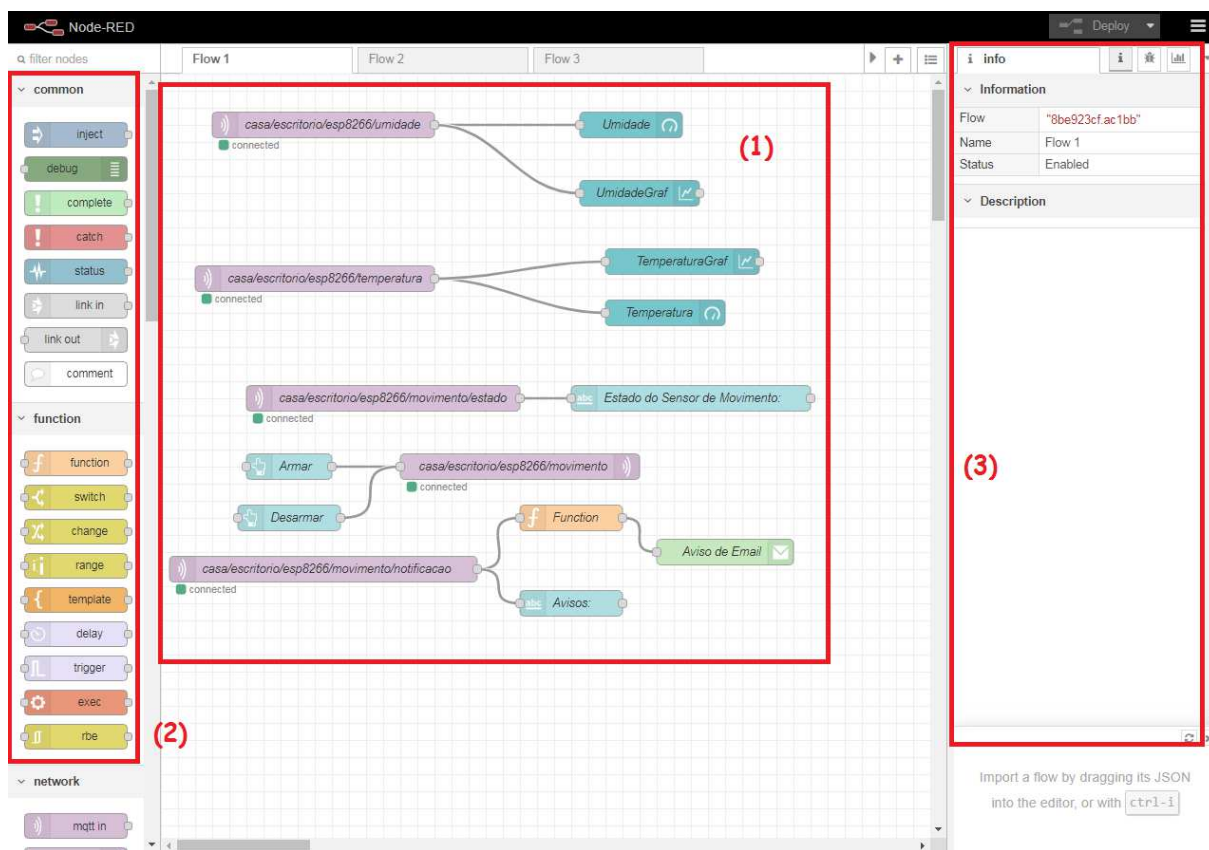 Node-RED
Deploy
filter nodes
Flow 1
Flow 2
Flow 3
i info
i
common
inject
debug
complete
catch
status
link in
link out
comment
function
function
switch
change
range
template
delay
trigger
exec
rbe
(2)
network
mqtt in
(1)
casa/escritorio/esp8266/umidade
connected
Umidade
UmidadeGraf
casa/escritorio/esp8266/temperatura
connected
TemperaturaGraf
Temperatura
casa/escritorio/esp8266/movimento/estado
connected
abc Estado do Sensor de Movimento:
Armar
casa/escritorio/esp8266/movimento
connected
Desarmar
f Function
Aviso de Email
casa/escritorio/esp8266/movimento/notificacao
connected
abc Avisos:
Information
Flow "8be923cf.ac1bb"
Name Flow 1
Status Enabled
Description
(3)
Import a flow by dragging its JSON
into the editor, or with ctrl-i